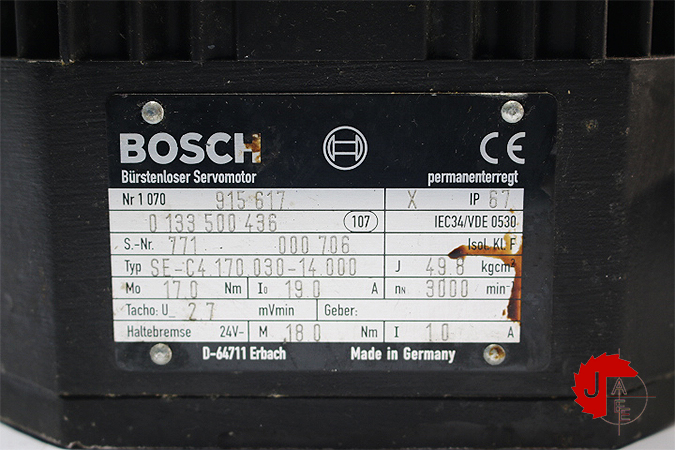 BOSCH CE
Bürstenloser Servomotor permanenterregt
Nr 1 070 915 617 X IP 67
0 133 500 436 107 IEC34/VDE 0530
S.-Nr. 771 000 706 Isol. Kl. F
Typ SE-C4.170.030-14.000 J 49.8 kgcm²
M0 17.0 Nm I0 19.0 A nN 3000 min⁻¹
Tacho: U_ 2.7 mVmin Geber:
Haltebremse 24V- M 18.0 Nm I 1.0 A
D-64711 Erbach Made in Germany